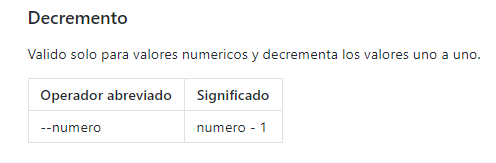 Decremento
Valido solo para valores numericos y decrementa los valores uno a uno.
Operador abreviado Significado
--numero numero - 1